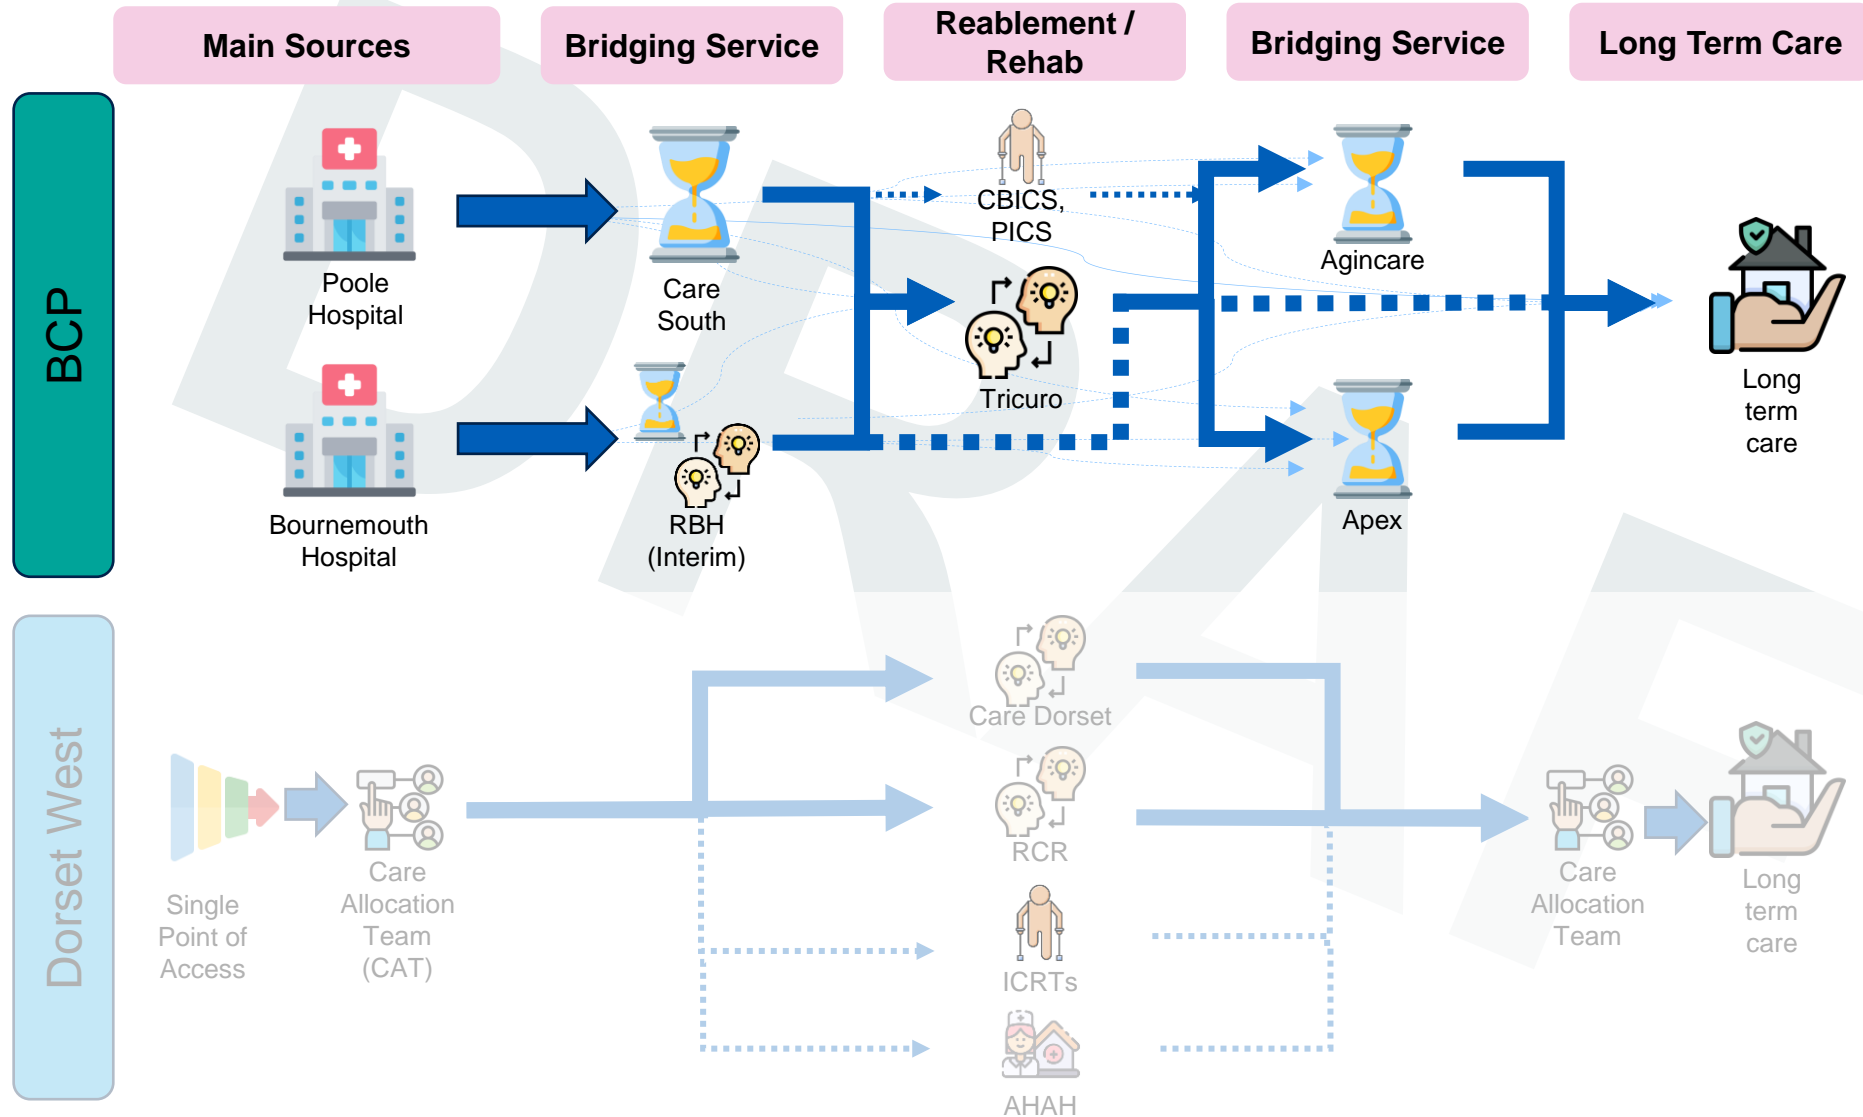 Main Sources
Bridging Service
Reablement /
Rehab
Bridging Service
Long Term Care
BCP
Poole
Hospital
Care
South
CBICS,
PICS
Agincare
Tricuro
Long
term
care
Bournemouth
Hospital
RBH
(Interim)
Apex
Dorset West
Single
Point of
Access
Care
Allocation
Team
(CAT)
Care Dorset
RCR
ICRTs
AHAH
Care
Allocation
Team
Long
term
care
DRAF